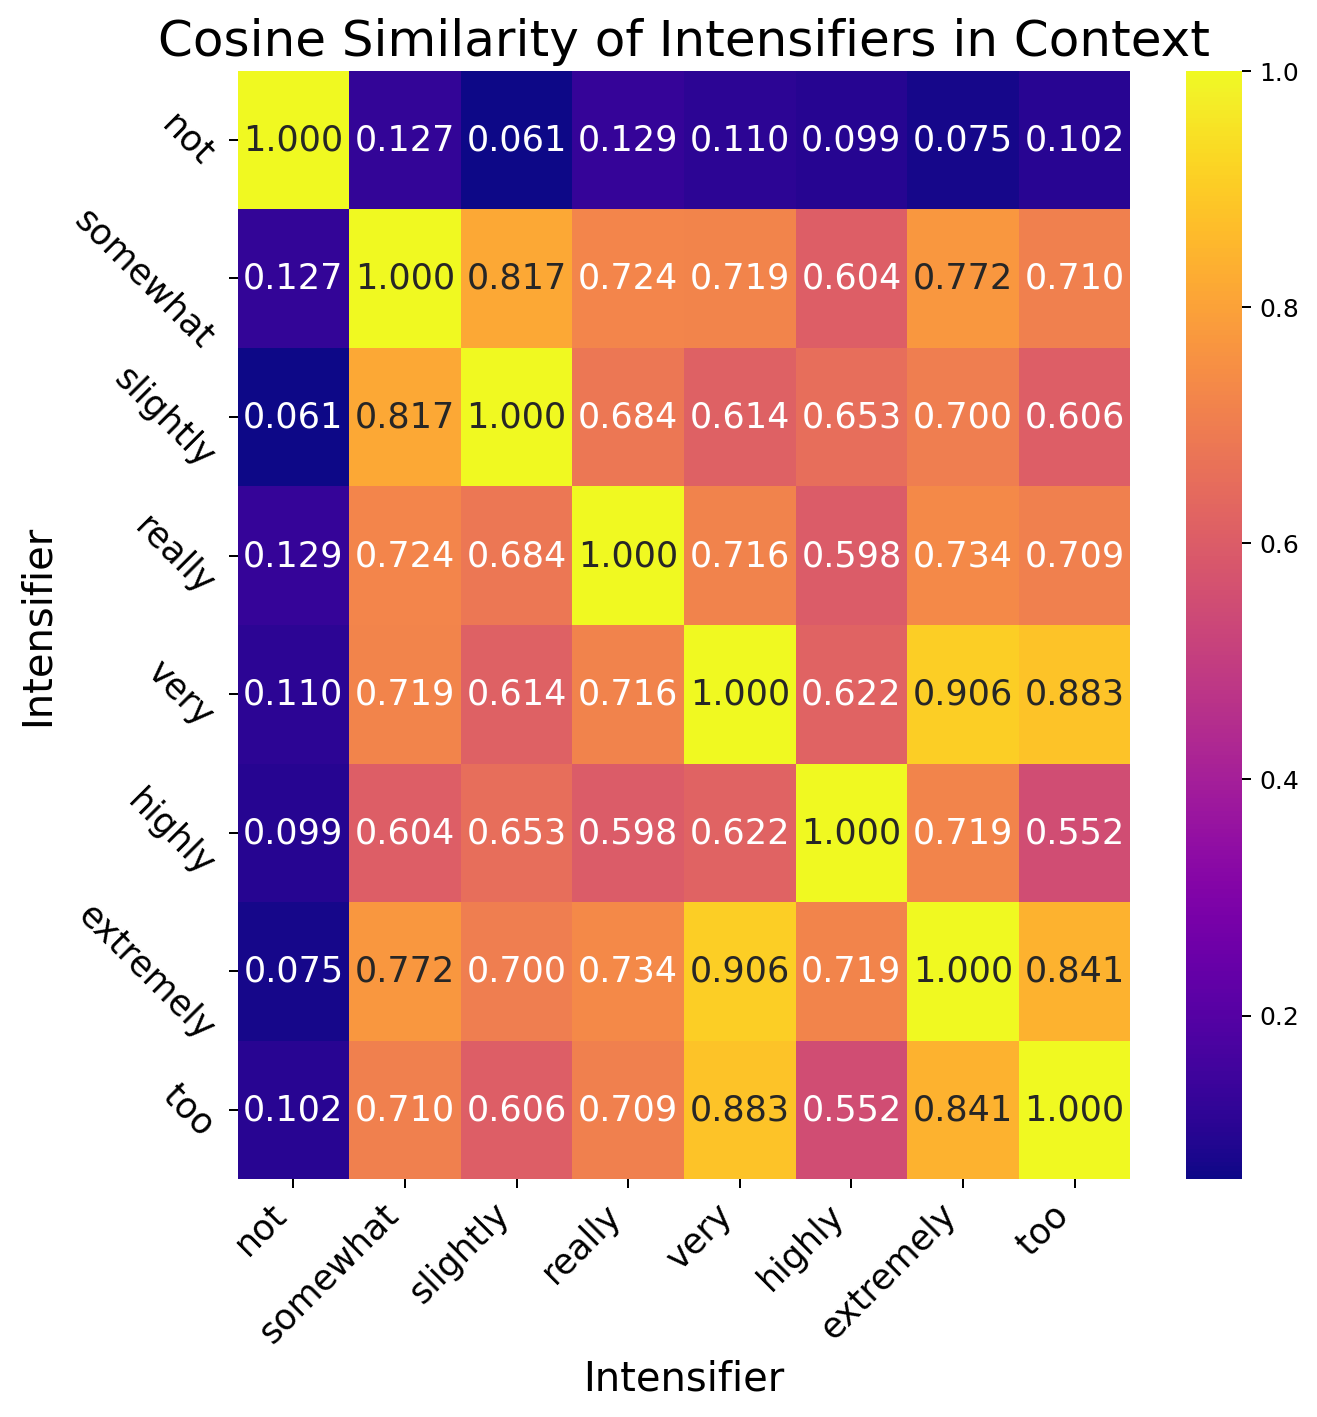 Cosine Similarity of Intensifiers in Context
not 1.000 0.127 0.061 0.129 0.110 0.099 0.075 0.102
somewhat 0.127 1.000 0.817 0.724 0.719 0.604 0.772 0.710
slightly 0.061 0.817 1.000 0.684 0.614 0.653 0.700 0.606
really 0.129 0.724 0.684 1.000 0.716 0.598 0.734 0.709
very 0.110 0.719 0.614 0.716 1.000 0.622 0.906 0.883
highly 0.099 0.604 0.653 0.598 0.622 1.000 0.719 0.552
extremely 0.075 0.772 0.700 0.734 0.906 0.719 1.000 0.841
too 0.102 0.710 0.606 0.709 0.883 0.552 0.841 1.000
not somewhat slightly really very highly extremely too
Intensifier
Intensifier
1.0
0.8
0.6
0.4
0.2